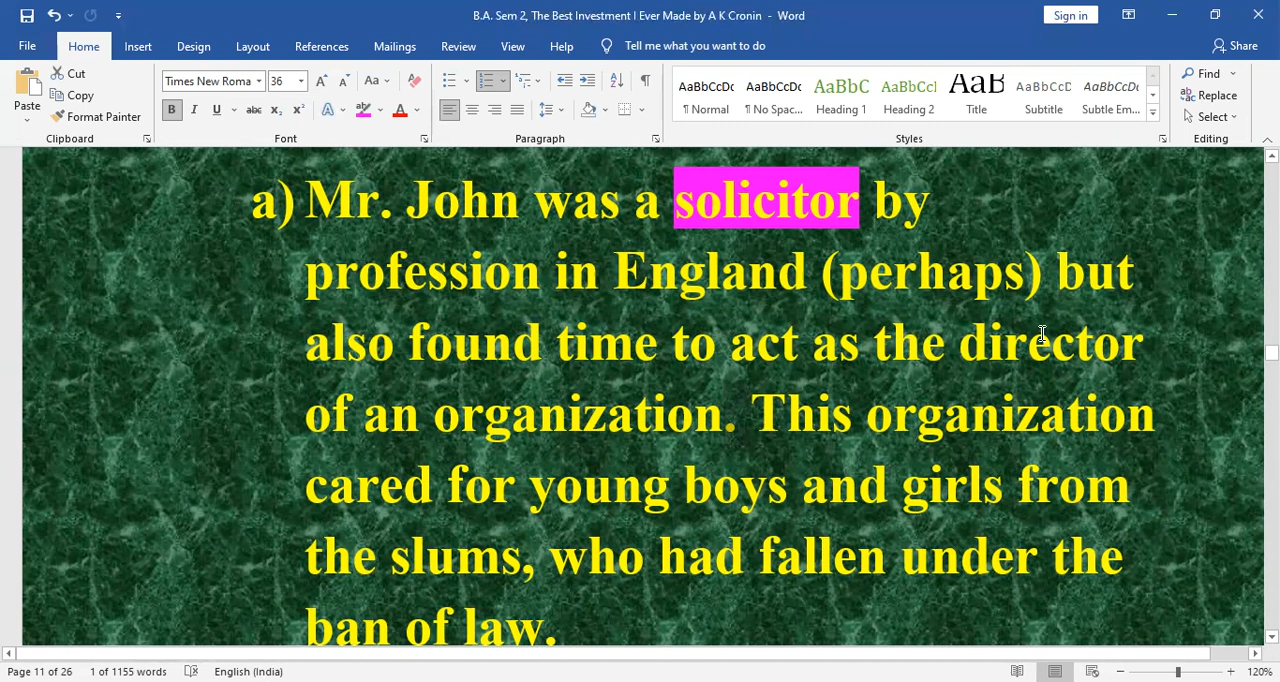 B.A. Sem 2, The Best Investment I Ever Made by A K Cronin - Word
Sign in
File Home Insert Design Layout References Mailings Review View Help Tell me what you want to do Share
Paste
Cut
Copy
Format Painter
Clipboard
Times New Roma 36
Font
Paragraph
AaBbCcDc AaBbCcDc AaBbC AaBbCcI AaB AaBbCcD AaBbCcD
¶ Normal ¶ No Spac... Heading 1 Heading 2 Title Subtitle Subtle Em...
Styles
Find
Replace
Select
Editing
a) Mr. John was a solicitor by
profession in England (perhaps) but
also found time to act as the director
of an organization. This organization
cared for young boys and girls from
the slums, who had fallen under the
ban of law.
Page 11 of 26 1 of 1155 words English (India) 120%